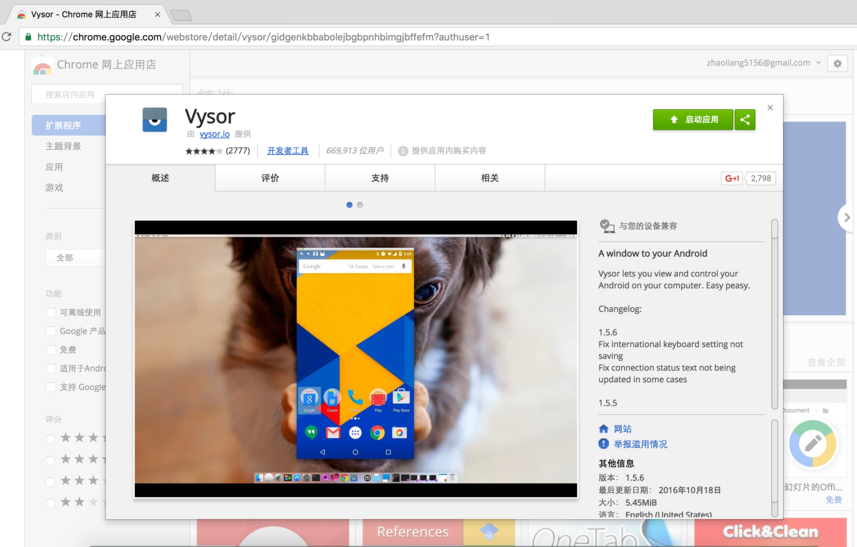 Vysor - Chrome 网上应用店
https://chrome.google.com/webstore/detail/vysor/gidgenkbbabolejbgbpnhbimgjbffefm?authuser=1
Chrome 网上应用店
zhaoliang5156@gmail.com
搜索店内应用
扩展程序
主题背景
应用
游戏
类别
全部
功能
可离线使用
Google 产品
免费
适用于Andro
支持 Google
评分
Vysor
由 vysor.io 提供
(2777)
开发者工具
669,913 位用户
提供应用内购买内容
启动应用
概述
评价
支持
相关
G+1
2,798
Google
Google
Create
Play
Play Store
与您的设备兼容
A window to your Android
Vysor lets you view and control your
Android on your computer. Easy peasy.
Changelog:
1.5.6
Fix international keyboard setting not
saving
Fix connection status text not being
updated in some cases
1.5.5
网站
举报滥用情况
其他信息
版本： 1.5.6
最后更新日期： 2016年10月18日
大小： 5.45MiB
语言： English (United States)
查看全部
ocument
幻灯片的Offi...
免费
References
OneTab
Click&Clean